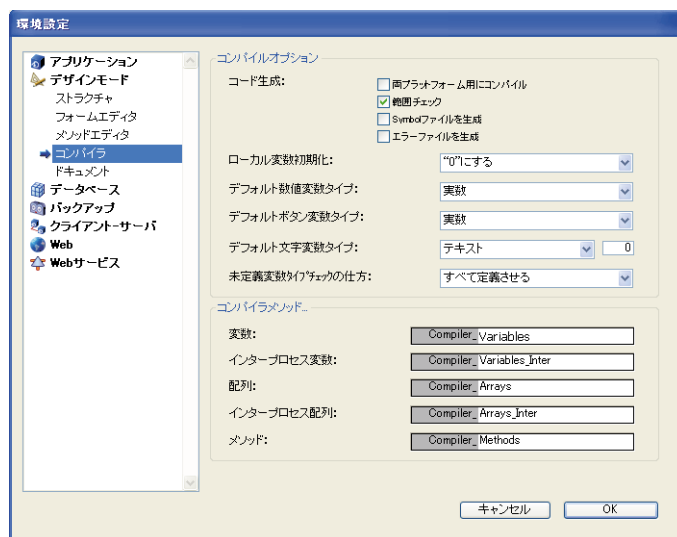 環境設定
アプリケーション
デザインモード
ストラクチャ
フォームエディタ
メソッドエディタ
コンパイラ
ドキュメント
データベース
バックアップ
クライアント-サーバ
Web
Webサービス
コンパイルオプション
コード生成:
両プラットフォーム用にコンパイル
範囲チェック
Symbolファイルを生成
エラーファイルを生成
ローカル変数初期化: "0"にする
デフォルト数値変数タイプ: 実数
デフォルトボタン変数タイプ: 実数
デフォルト文字変数タイプ: テキスト 0
未定義変数タイプチェックの仕方: すべて定義させる
コンパイラメソッド...
変数: Compiler_Variables
インタープロセス変数: Compiler_Variables_Inter
配列: Compiler_Arrays
インタープロセス配列: Compiler_Arrays_Inter
メソッド: Compiler_Methods
キャンセル OK